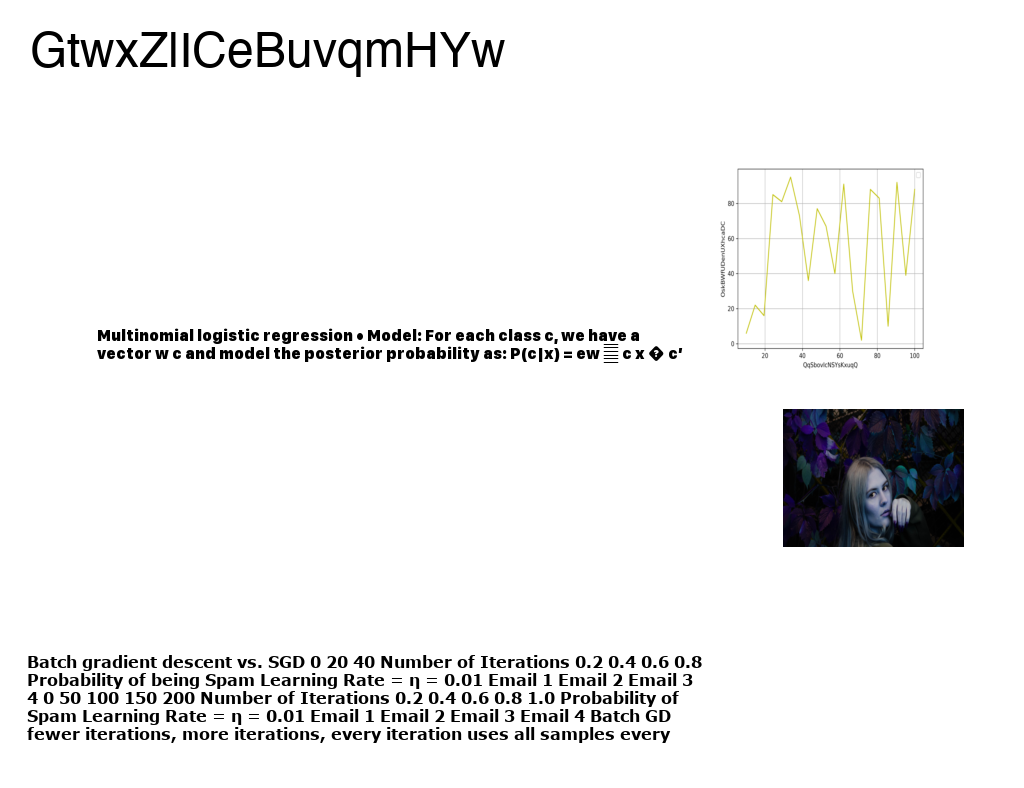 GtwxZlICeBuvqmHYw
80
60
40
20
0
20 40 60 80 100
Multinomial logistic regression • Model: For each class c, we have a
vector w c and model the posterior probability as: P(c|x) = ew c x � c′
Batch gradient descent vs. SGD 0 20 40 Number of Iterations 0.2 0.4 0.6 0.8
Probability of being Spam Learning Rate = η = 0.01 Email 1 Email 2 Email 3
4 0 50 100 150 200 Number of Iterations 0.2 0.4 0.6 0.8 1.0 Probability of
Spam Learning Rate = η = 0.01 Email 1 Email 2 Email 3 Email 4 Batch GD
fewer iterations, more iterations, every iteration uses all samples every